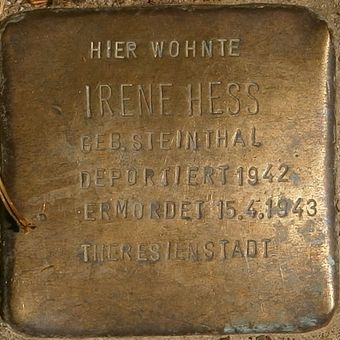 HIER WOHNTE
IRENE HESS
GEB. STEINTHAL
DEPORTIERT 1942
ERMORDET 15.4.1943
THERESIENSTADT